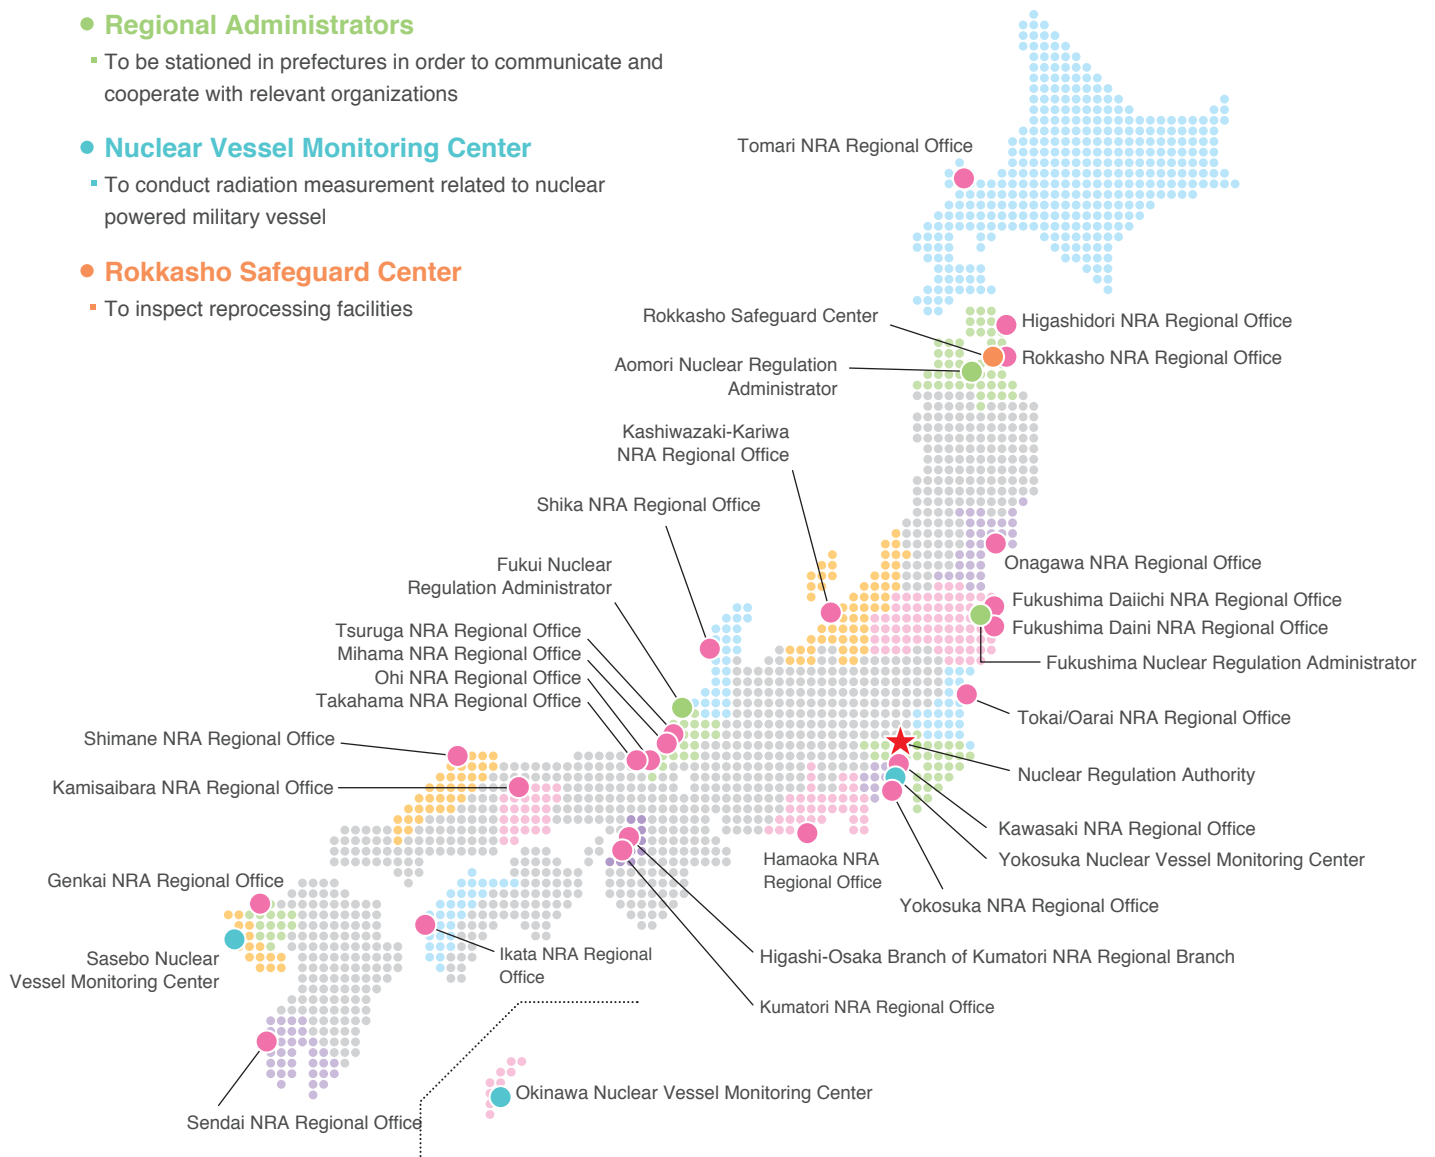 Regional Administrators
To be stationed in prefectures in order to communicate and
cooperate with relevant organizations
Nuclear Vessel Monitoring Center
To conduct radiation measurement related to nuclear
powered military vessel
Rokkasho Safeguard Center
To inspect reprocessing facilities
Tomari NRA Regional Office
Rokkasho Safeguard Center
Higashidori NRA Regional Office
Rokkasho NRA Regional Office
Aomori Nuclear Regulation
Administrator
Kashiwazaki-Kariwa
NRA Regional Office
Shika NRA Regional Office
Onagawa NRA Regional Office
Fukui Nuclear
Regulation Administrator
Fukushima Daiichi NRA Regional Office
Fukushima Daini NRA Regional Office
Fukushima Nuclear Regulation Administrator
Tsuruga NRA Regional Office
Mihama NRA Regional Office
Ohi NRA Regional Office
Takahama NRA Regional Office
Tokai/Oarai NRA Regional Office
Shimane NRA Regional Office
Nuclear Regulation Authority
Kamisaibara NRA Regional Office
Kawasaki NRA Regional Office
Yokosuka Nuclear Vessel Monitoring Center
Hamaoka NRA
Regional Office
Genkai NRA Regional Office
Yokosuka NRA Regional Office
Sasebo Nuclear
Vessel Monitoring Center
Ikata NRA Regional
Office
Higashi-Osaka Branch of Kumatori NRA Regional Branch
Kumatori NRA Regional Office
Okinawa Nuclear Vessel Monitoring Center
Sendai NRA Regional Office